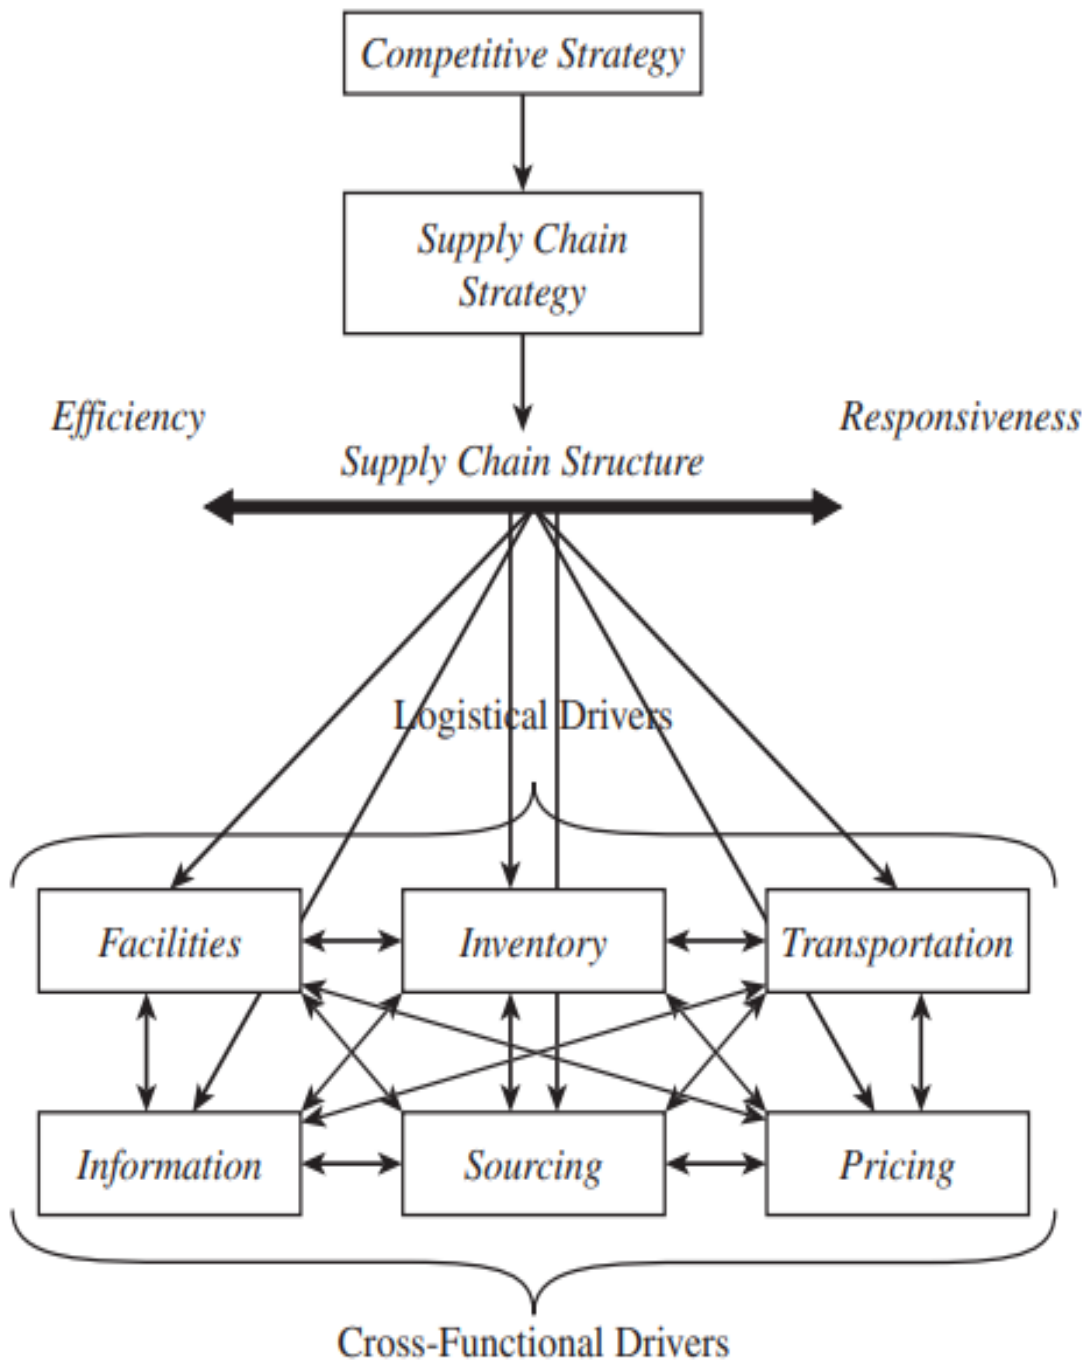 Competitive Strategy
Supply Chain
Strategy
Efficiency
Responsiveness
Supply Chain Structure
Logistical Drivers
Facilities
Inventory
Transportation
Information
Sourcing
Pricing
Cross-Functional Drivers